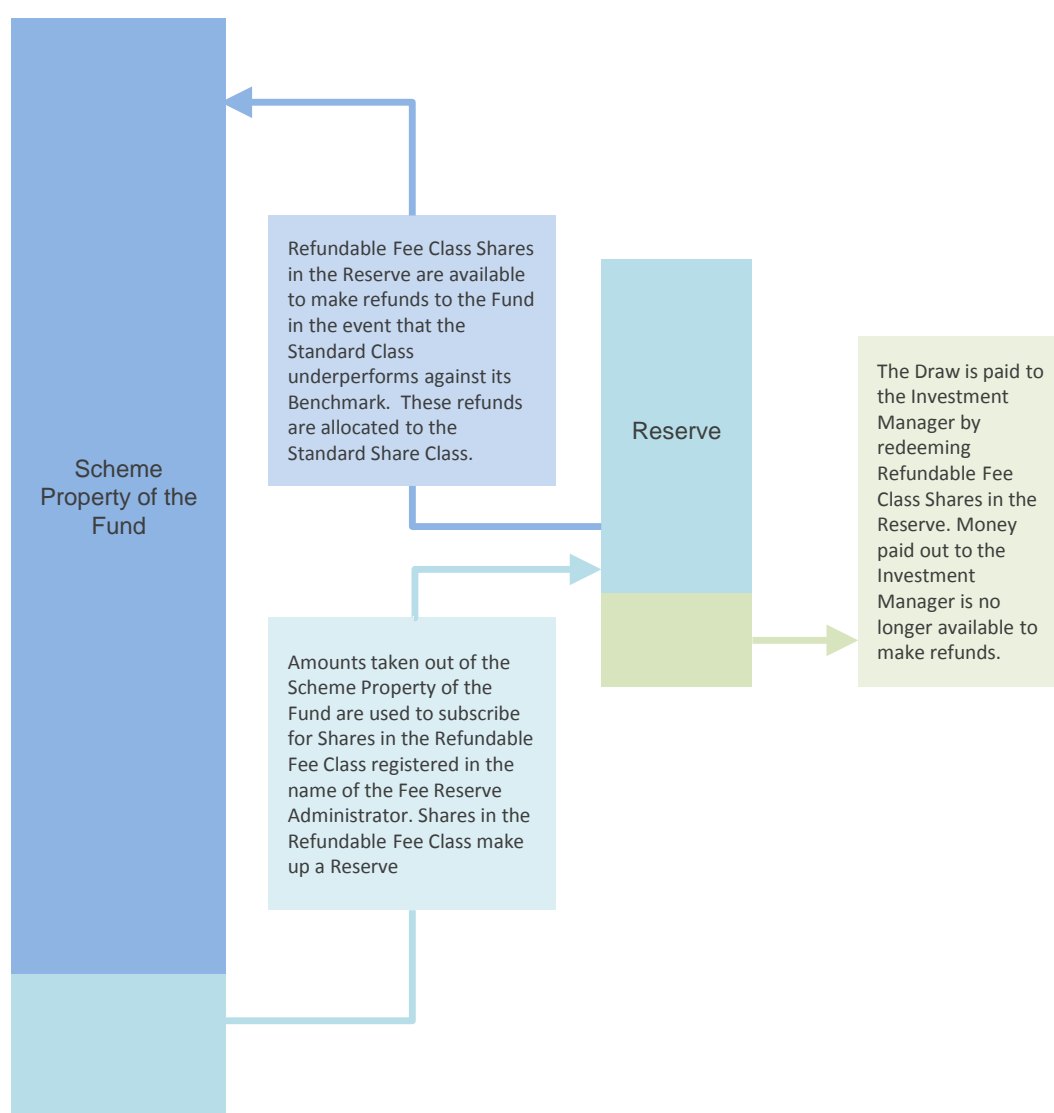 Scheme
Property of the
Fund
Refundable Fee Class Shares
in the Reserve are available
to make refunds to the Fund
in the event that the
Standard Class
underperforms against its
Benchmark.  These refunds
are allocated to the
Standard Share Class.
Amounts taken out of the
Scheme Property of the
Fund are used to subscribe
for Shares in the Refundable
Fee Class registered in the
name of the Fee Reserve
Administrator. Shares in the
Refundable Fee Class make
up a Reserve
Reserve
The Draw is paid to
the Investment
Manager by
redeeming
Refundable Fee
Class Shares in the
Reserve. Money
paid out to the
Investment
Manager is no
longer available to
make refunds.